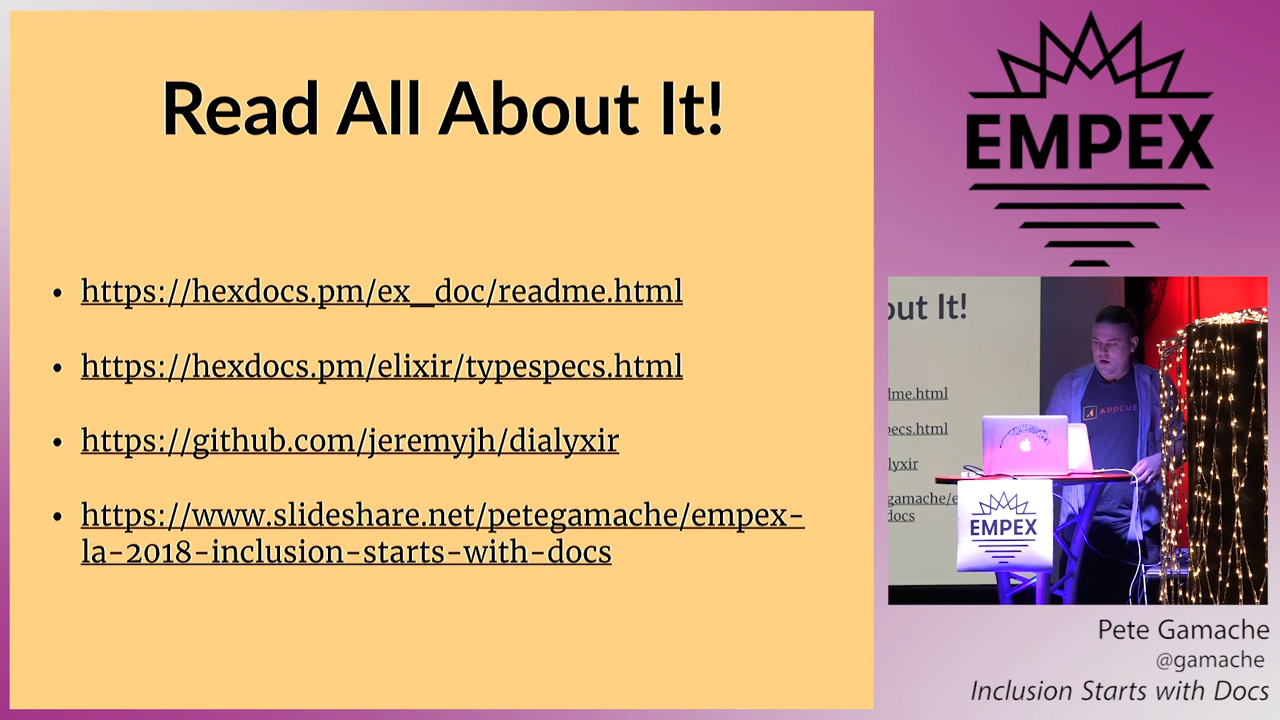 Read All About It!
• https://hexdocs.pm/ex_doc/readme.html
• https://hexdocs.pm/elixir/typespecs.html
• https://github.com/jeremyjh/dialyxir
• https://www.slideshare.net/petegamache/empex-
la-2018-inclusion-starts-with-docs
EMPEX
out It!
dme.html
pecs.html
lyxir
gamache/e
docs
APPCUE
EMPEX
Pete Gamache
@gamache
Inclusion Starts with Docs